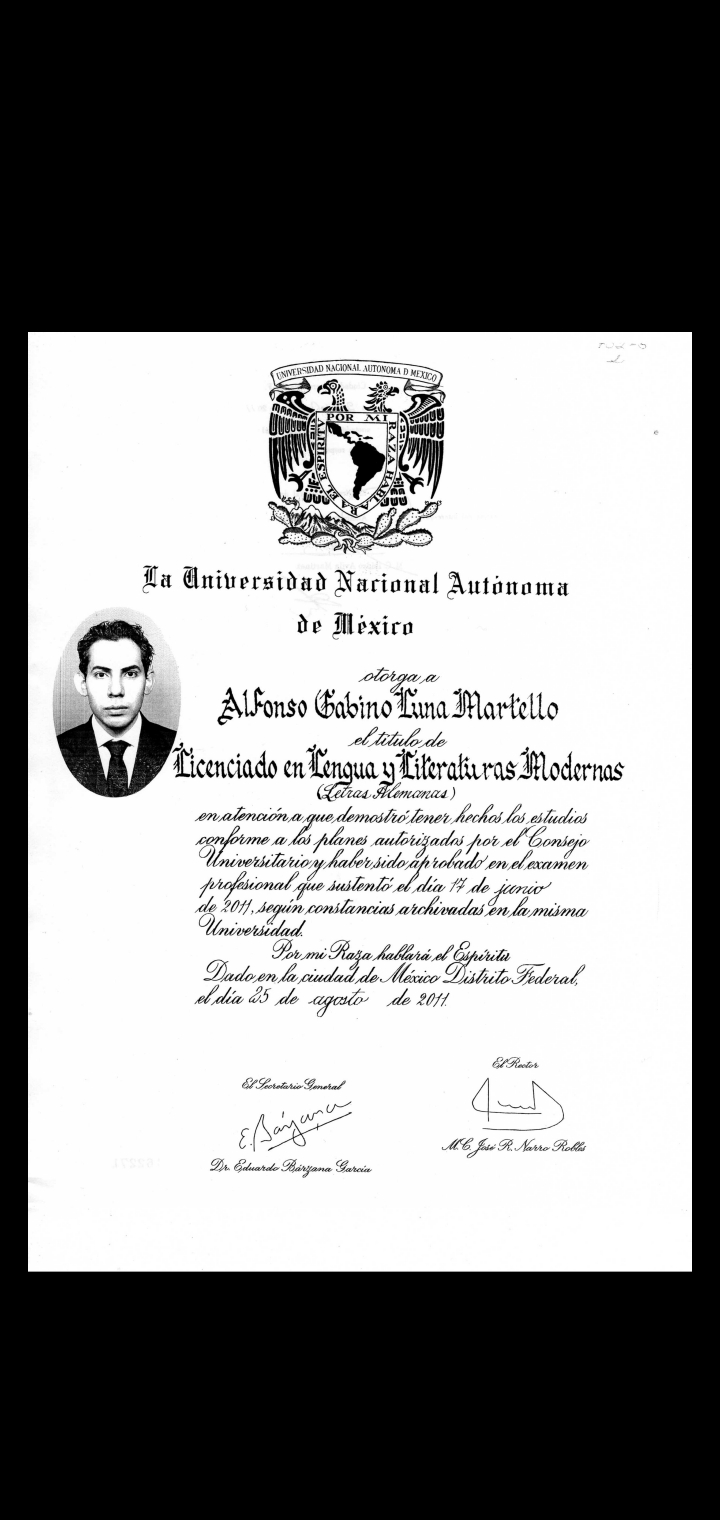 UNIVERSIDAD NACIONAL AUTONOMA D MEXICO
POR MI RAZA HABLARA EL ESPIRITU
La Universidad Nacional Autónoma
de México
otorga a
Alfonso Gabino Luna Martello
el título de
Licenciado en Lengua y Literaturas Modernas
(Letras Alemanas)
en atención a que demostró tener hechos los estudios
conforme a los planes autorizados por el Consejo
Universitario y haber sido aprobado en el examen
profesional que sustentó el día 17 de junio
de 2011, según constancias archivadas en la misma
Universidad.
Por mi Raza hablará el Espíritu
Dado en la ciudad de México Distrito Federal,
el día 25 de agosto de 2011.
El Rector
El Secretario General
E. Bárzana
M.C. José R. Narro Robles
Dr. Eduardo Bárzana García